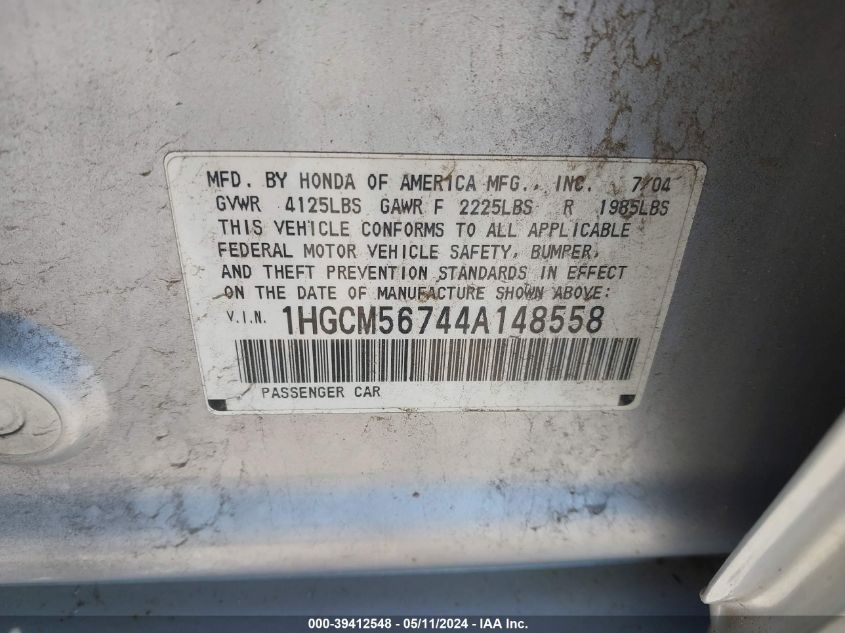 MFD. BY HONDA OF AMERICA MFG., INC. 7/04
GVWR 4125LBS GAWR F 2225LBS R 1985LBS
THIS VEHICLE CONFORMS TO ALL APPLICABLE
FEDERAL MOTOR VEHICLE SAFETY, BUMPER,
AND THEFT PREVENTION STANDARDS IN EFFECT
ON THE DATE OF MANUFACTURE SHOWN ABOVE:
V.I.N. 1HGCM56744A148558
PASSENGER CAR
000-39412548 - 05/11/2024 - IAA Inc.